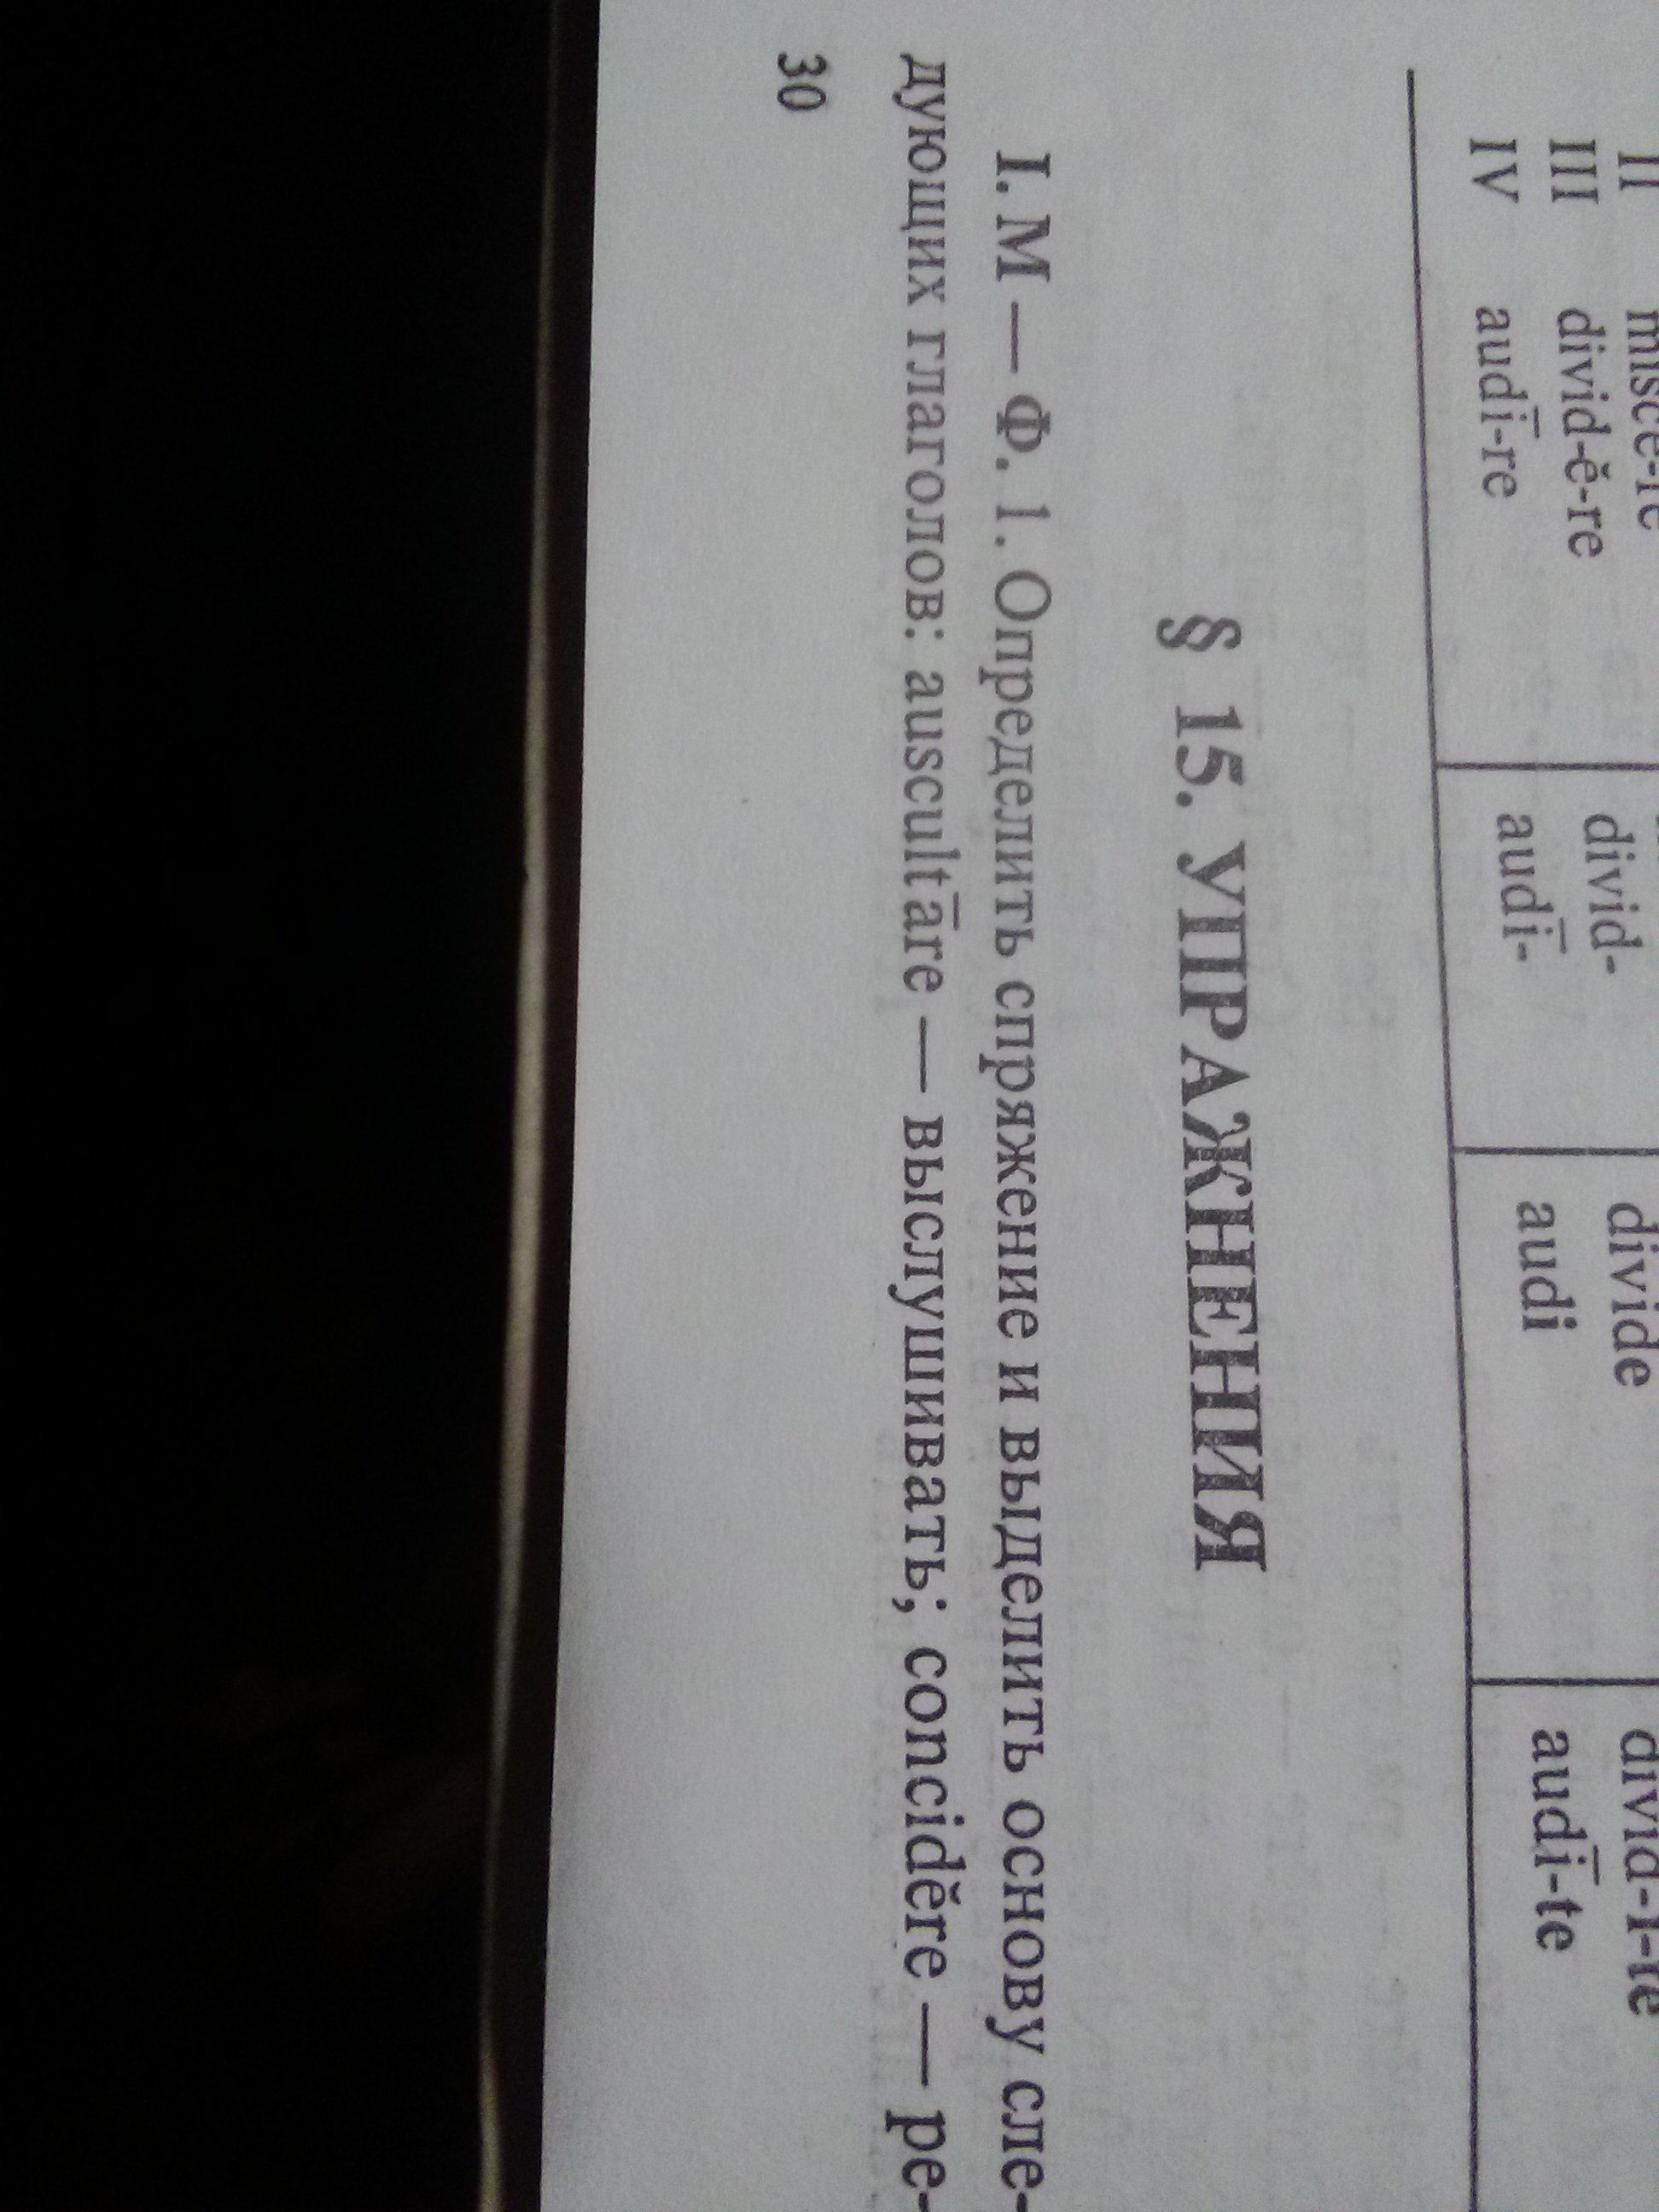 III divid-ĕ-re divid- divide
IV audī-re audī- audi audī-te
§ 15. УПРАЖНЕНИЯ
I. М — Ф. 1. Определить спряжение и выделить основу сле-
дующих глаголов: auscultāre — выслушивать; concidĕre — ре-
30